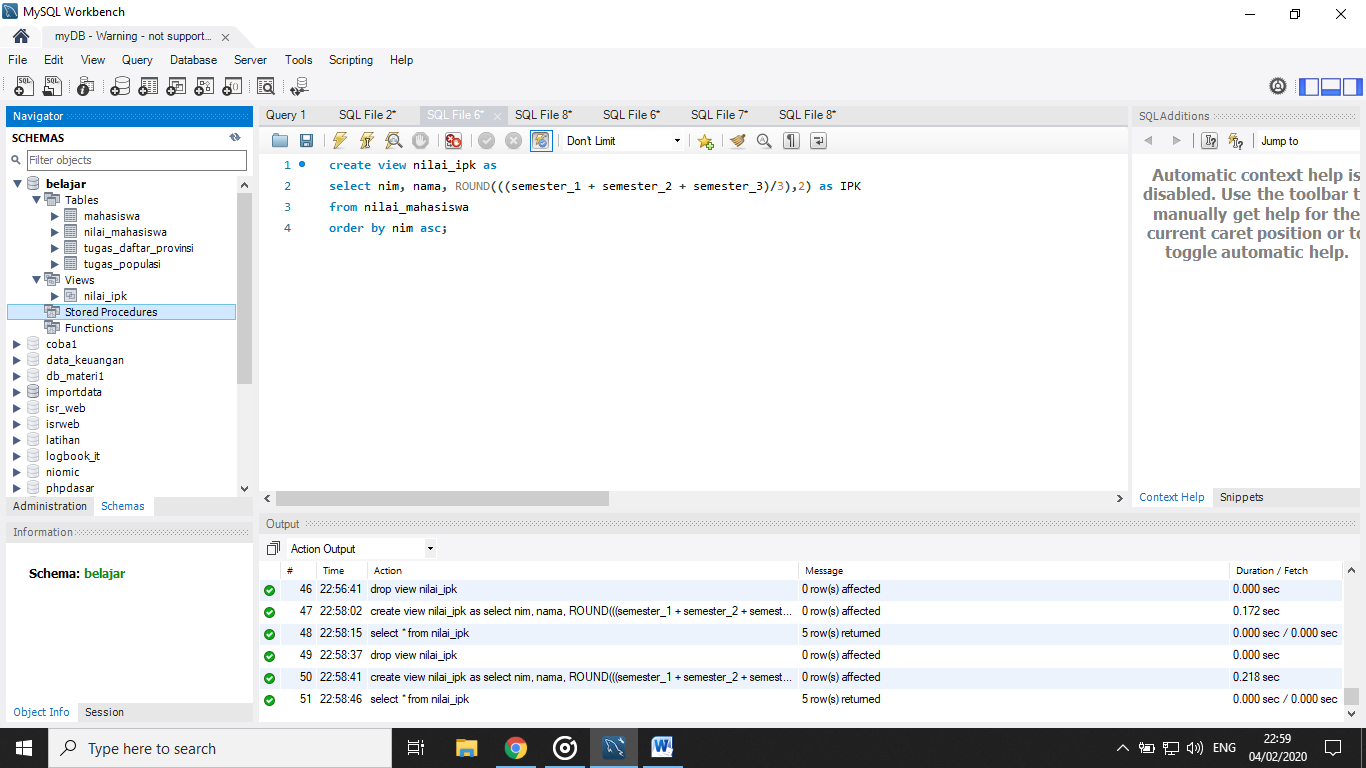 MySQL Workbench
myDB - Warning - not support...
File Edit View Query Database Server Tools Scripting Help
Navigator
SCHEMAS
Filter objects
belajar
Tables
mahasiswa
nilai_mahasiswa
tugas_daftar_provinsi
tugas_populasi
Views
nilai_ipk
Stored Procedures
Functions
coba1
data_keuangan
db_materi1
importdata
isr_web
isrweb
latihan
logbook_it
niomic
phpdasar
Administration Schemas
Information
Schema: belajar
Object Info Session
Query 1 SQL File 2* SQL File 6* SQL File 8* SQL File 6* SQL File 7* SQL File 8*
Don't Limit
1 create view nilai_ipk as
2 select nim, nama, ROUND(((semester_1 + semester_2 + semester_3)/3),2) as IPK
3 from nilai_mahasiswa
4 order by nim asc;
SQLAdditions
Jump to
Automatic context help is
disabled. Use the toolbar t
manually get help for the
current caret position or to
toggle automatic help.
Context Help Snippets
Output
Action Output
# Time Action Message Duration / Fetch
46 22:56:41 drop view nilai_ipk 0 row(s) affected 0.000 sec
47 22:58:02 create view nilai_ipk as select nim, nama, ROUND(((semester_1 + semester_2 + semest... 0 row(s) affected 0.172 sec
48 22:58:15 select * from nilai_ipk 5 row(s) returned 0.000 sec / 0.000 sec
49 22:58:37 drop view nilai_ipk 0 row(s) affected 0.000 sec
50 22:58:41 create view nilai_ipk as select nim, nama, ROUND(((semester_1 + semester_2 + semest... 0 row(s) affected 0.218 sec
51 22:58:46 select * from nilai_ipk 5 row(s) returned 0.000 sec / 0.000 sec
Type here to search
ENG
22:59
04/02/2020